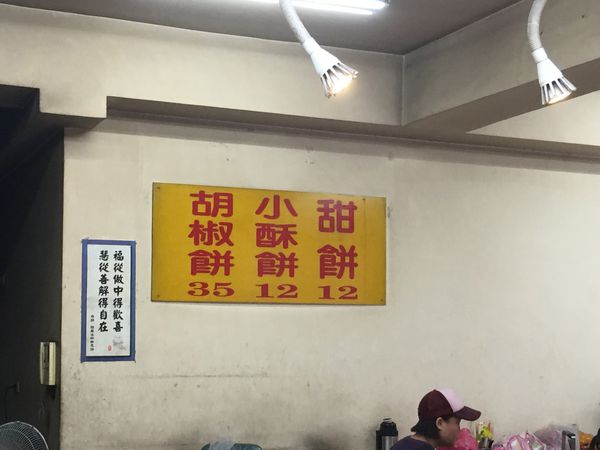 甜餅 12
小酥餅 12
胡椒餅 35
福從做中得歡喜
慧從善解得自在